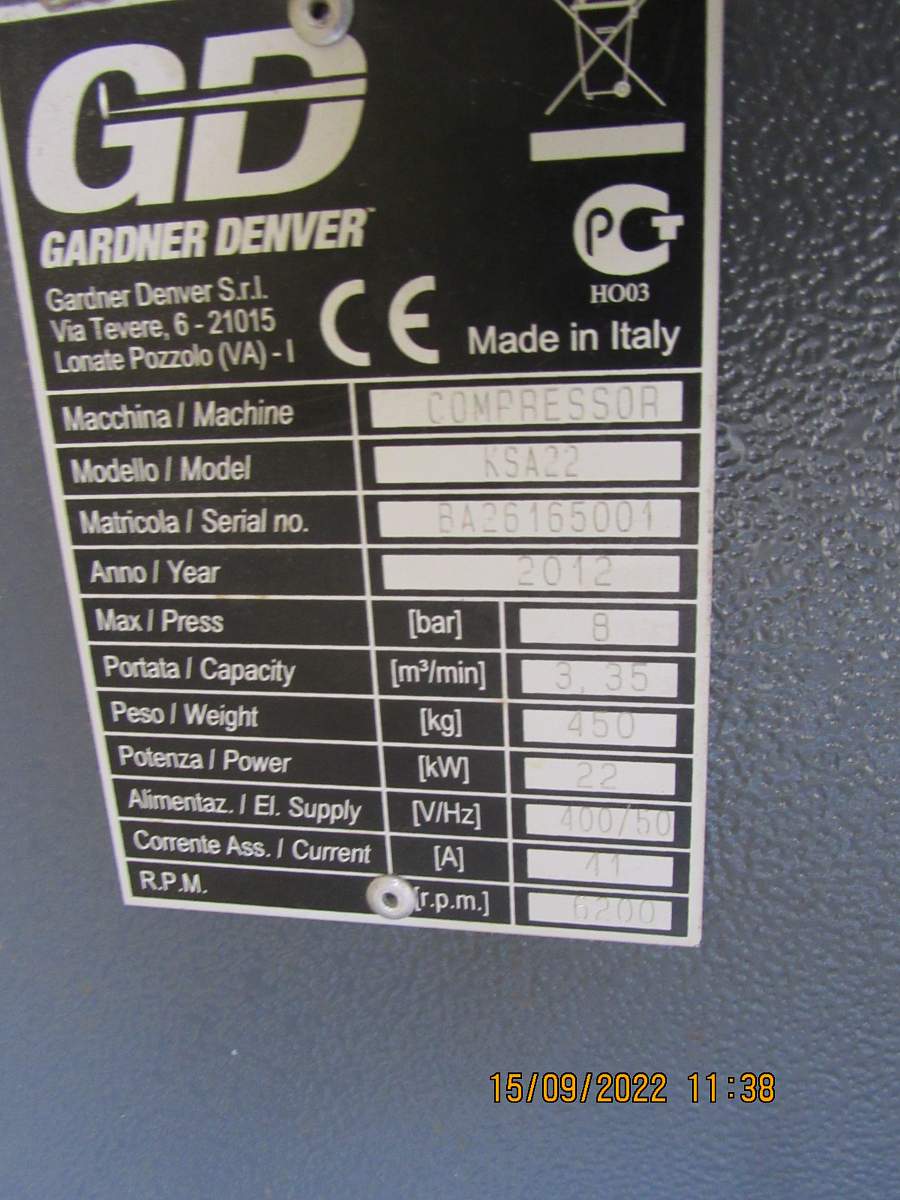 GD
GARDNER DENVER™
Gardner Denver S.r.l.
Via Tevere, 6 - 21015
Lonate Pozzolo (VA) - I
CE
PCT
HO03
Made in Italy
Macchina / Machine COMPRESSOR
Modello / Model KSA22
Matricola / Serial no. BA26165001
Anno / Year 2012
Max / Press [bar] 8
Portata / Capacity [m³/min] 3,35
Peso / Weight [kg] 450
Potenza / Power [kW] 22
Alimentaz. / El. Supply [V/Hz] 400/50
Corrente Ass. / Current [A] 41
R.P.M. [r.p.m.] 6200
15/09/2022 11:38